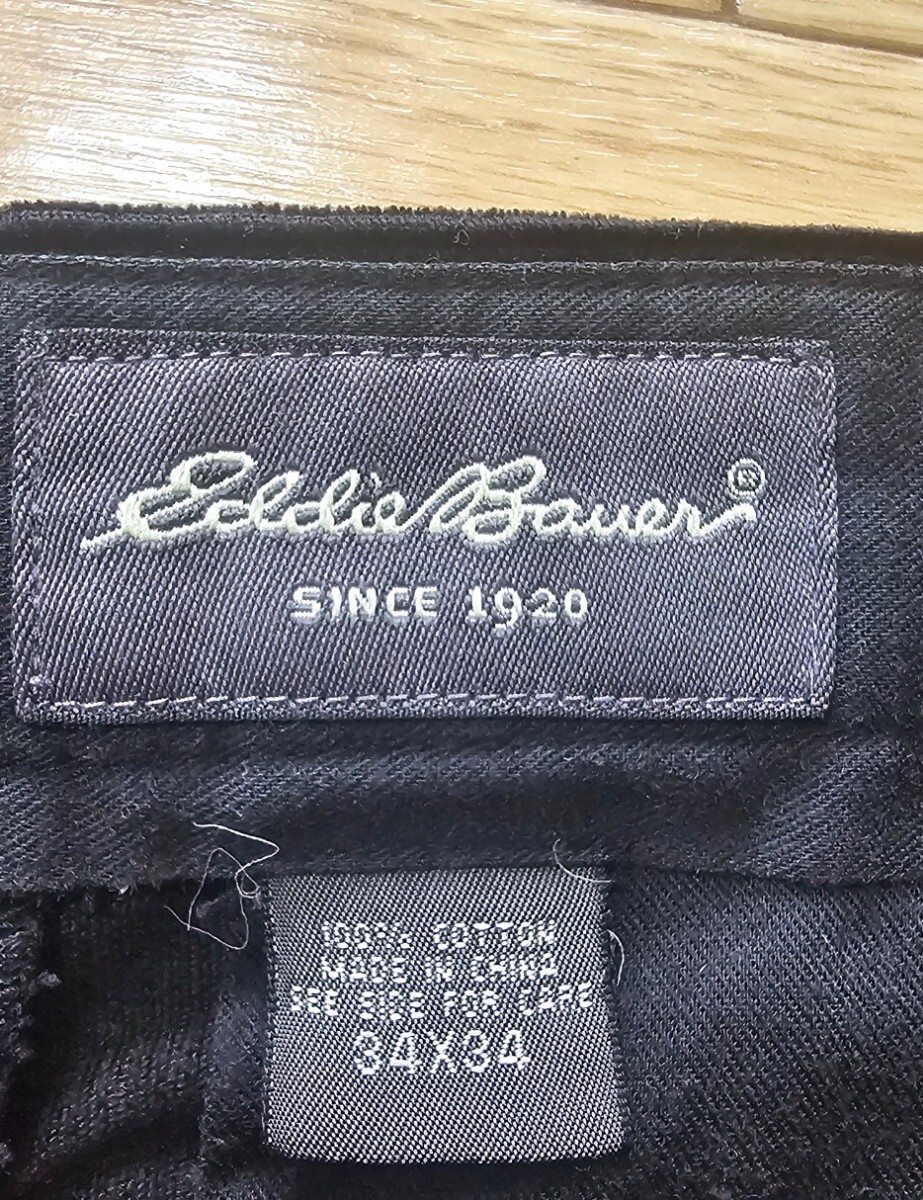 Eddie Bauer®
SINCE 1920
100% COTTON
MADE IN CHINA
SEE SIDE FOR CARE
34X34